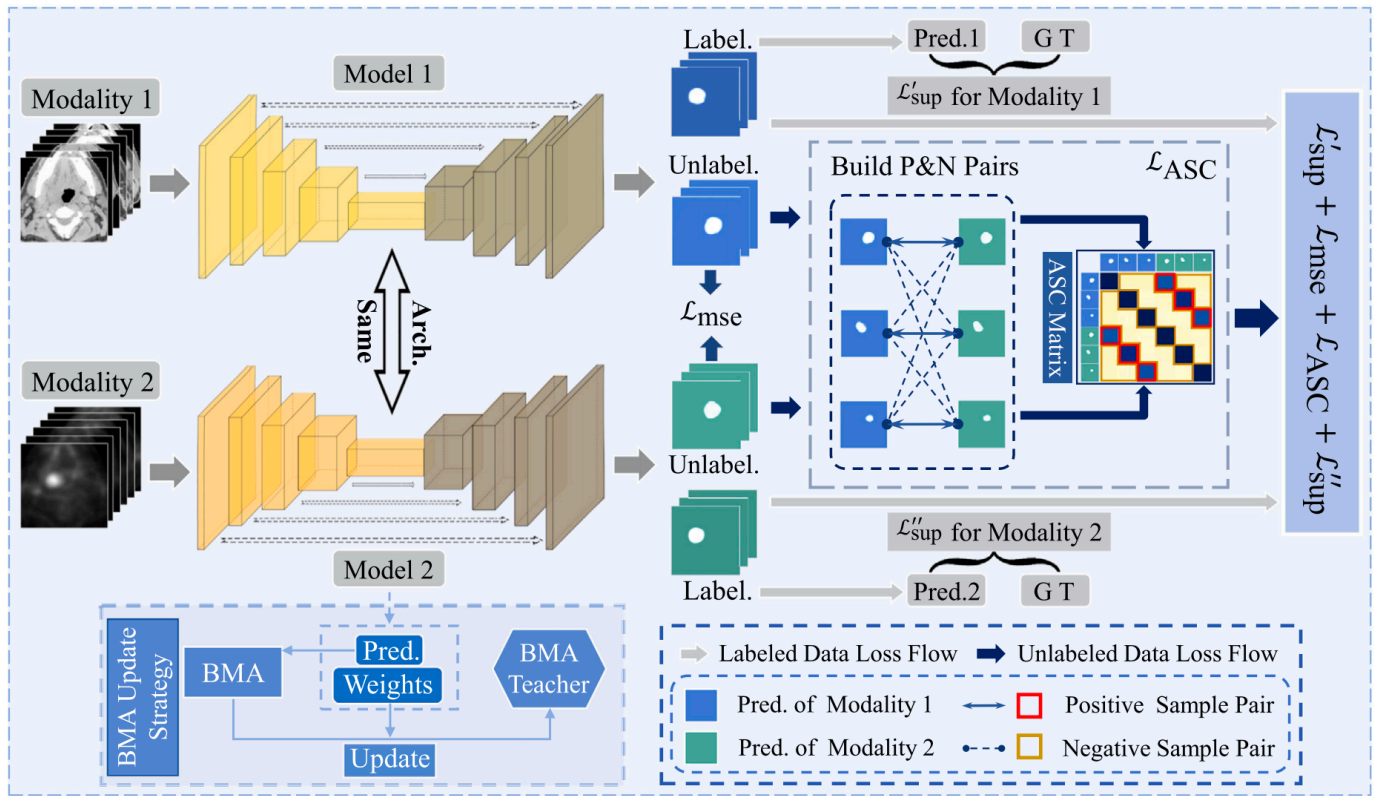 Modality 1
Model 1
Label.
Pred.1
G T
ℒ′sup for Modality 1
Unlabel.
Build P&N Pairs
ℒASC
ASC Matrix
ℒmse
Same
Arch.
ℒ′sup + ℒmse + ℒASC + ℒ″sup
Modality 2
Unlabel.
ℒ″sup for Modality 2
Label.
Pred.2
G T
Model 2
BMA Update
Strategy
BMA
Pred.
Weights
Update
BMA
Teacher
Labeled Data Loss Flow
Unlabeled Data Loss Flow
Pred. of Modality 1
Positive Sample Pair
Pred. of Modality 2
Negative Sample Pair